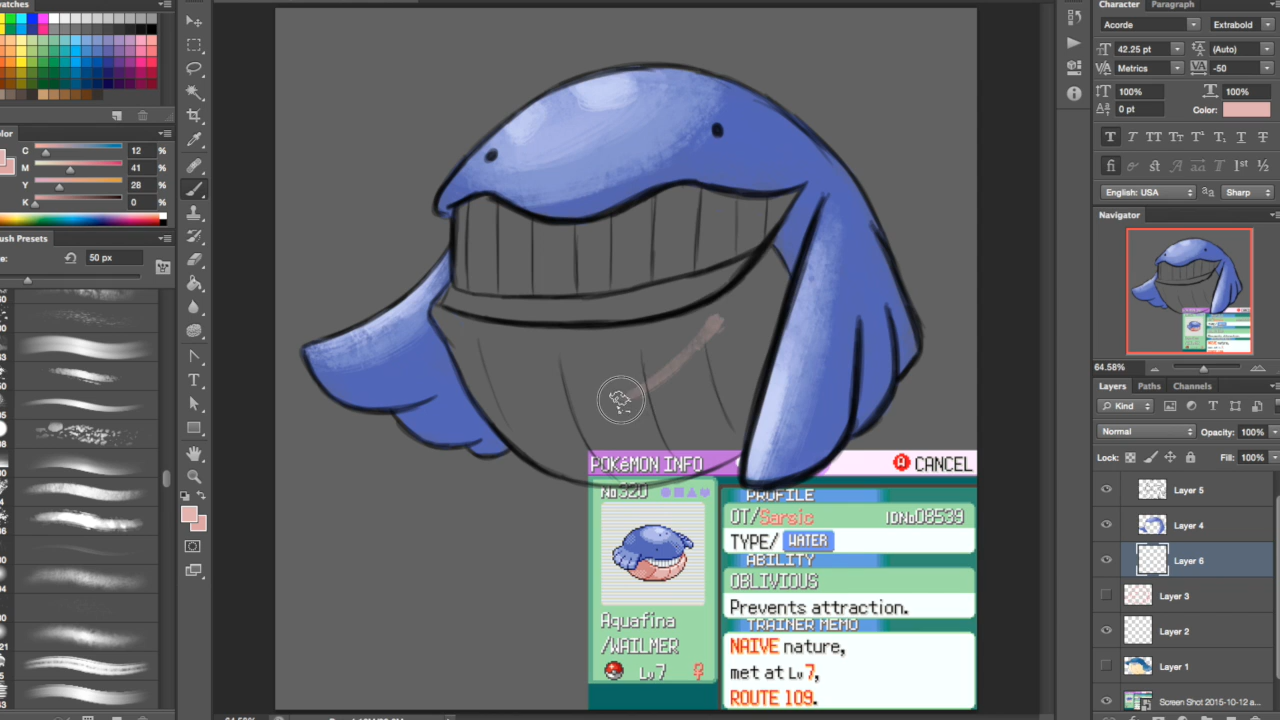 watches
olor
C 12 %
M 41 %
Y 28 %
K 0 %
ush Presets
e: 50 px
POKéMON INFO
A CANCEL
No320
Aquafina
/WAILMER
Lv7
PROFILE
OT/Sarsic IDNo08539
TYPE/ WATER
ABILITY
OBLIVIOUS
Prevents attraction.
TRAINER MEMO
NAIVE nature,
met at Lv7,
ROUTE 109.
Character Paragraph
Acorde Extrabold
42.25 pt (Auto)
Metrics -50
100% 100%
0 pt Color:
English: USA Sharp
Navigator
64.58%
Layers Paths Channels
Kind
Normal Opacity: 100%
Lock: Fill: 100%
Layer 5
Layer 4
Layer 6
Layer 3
Layer 2
Layer 1
Screen Shot 2015-10-12 a...